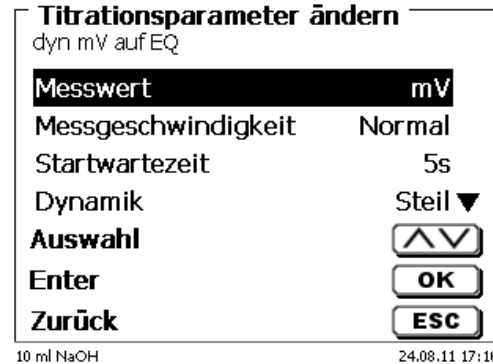 Titrationsparameter ändern
dyn mV auf EQ
Messwert mV
Messgeschwindigkeit Normal
Startwartezeit 5s
Dynamik Steil ▼
Auswahl
Enter OK
Zurück ESC
10 ml NaOH 24.08.11 17:16